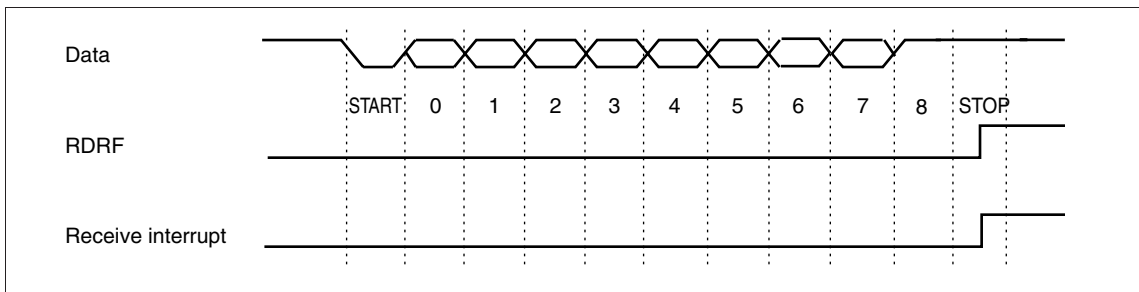 Data
START 0 1 2 3 4 5 6 7 8 STOP
RDRF
Receive interrupt